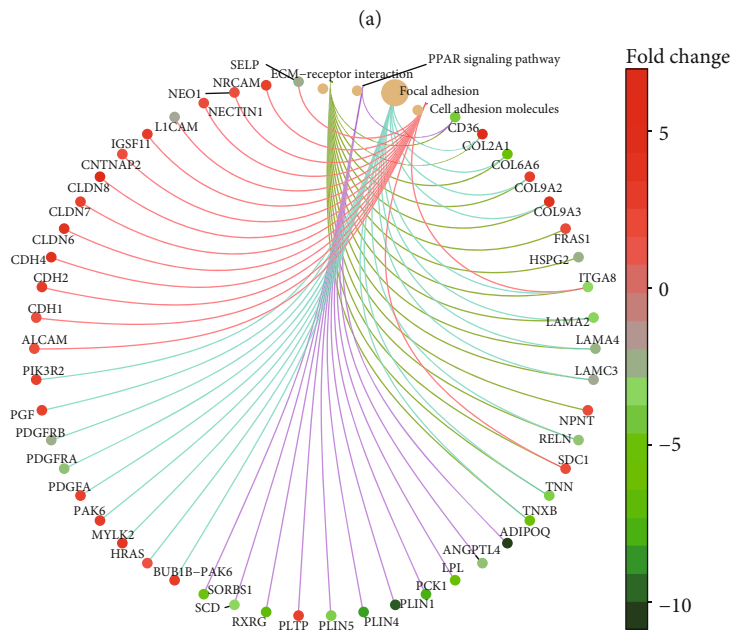 (a)
Fold change
5
0
−5
−10
SELP
ECM−receptor interaction
PPAR signaling pathway
Focal adhesion
Cell adhesion molecules
NRCAM
NEO1
NECTIN1
L1CAM
IGSF11
CNTNAP2
CLDN8
CLDN7
CLDN6
CDH4
CDH2
CDH1
ALCAM
PIK3R2
PGF
PDGFRB
PDGFRA
PDGFA
PAK6
MYLK2
HRAS
BUB1B−PAK6
SORBS1
SCD
RXRG
PLTP
PLIN5
PLIN4
PLIN1
PCK1
LPL
ANGPTL4
ADIPOQ
TNXB
TNN
SDC1
RELN
NPNT
LAMC3
LAMA4
LAMA2
ITGA8
HSPG2
FRAS1
COL9A3
COL9A2
COL6A6
COL2A1
CD36